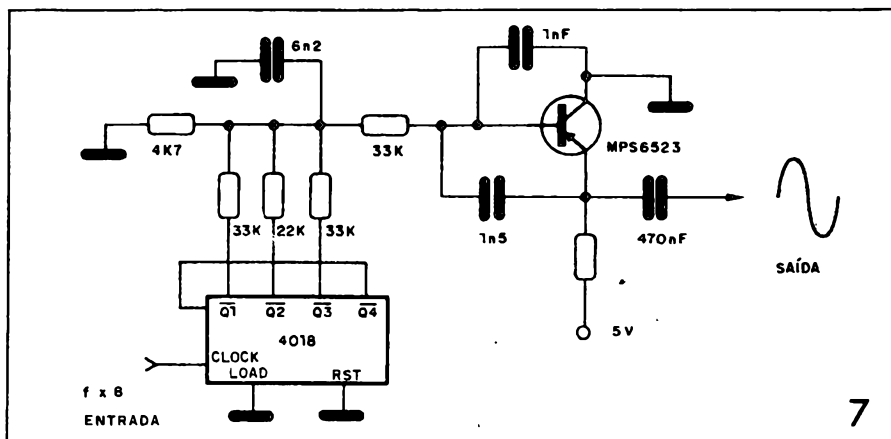 6n2
1nF
4K7
33K
MPS6523
33K
22K
33K
1n5
470nF
SAÍDA
Q1
Q2
Q3
Q4
4018
5V
CLOCK
LOAD
RST
f x 8
ENTRADA
7